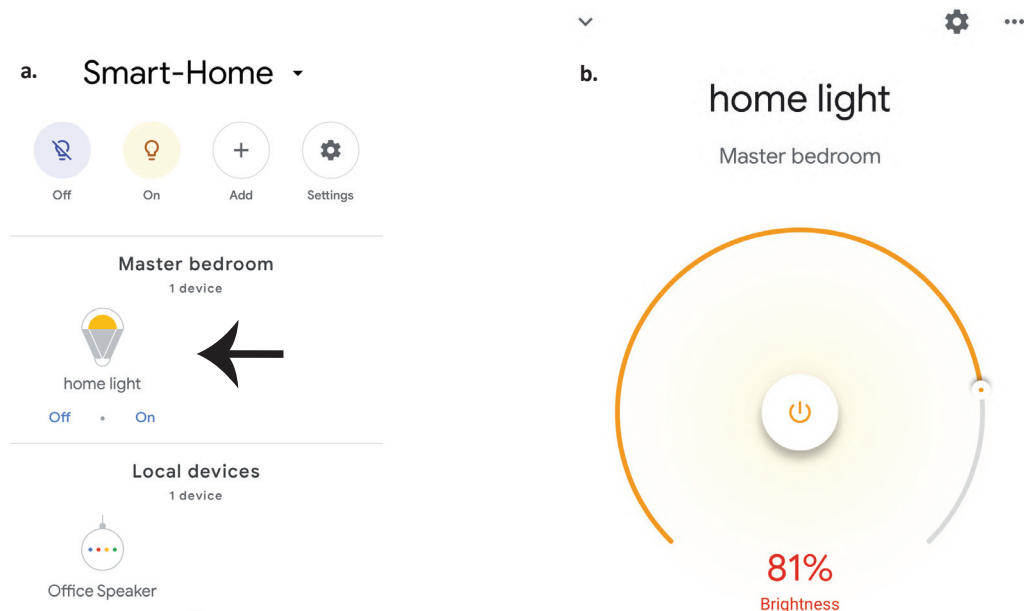 a.
Smart-Home
Off
On
Add
Settings
Master bedroom
1 device
home light
Off • On
Local devices
1 device
Office Speaker
b.
home light
Master bedroom
81%
Brightness